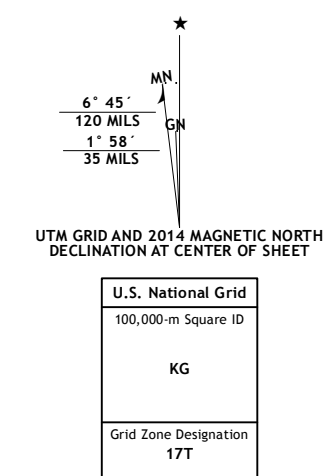 ★
MN
6° 45´
120 MILS
GN
1° 58´
35 MILS
UTM GRID AND 2014 MAGNETIC NORTH
DECLINATION AT CENTER OF SHEET
U.S. National Grid
100,000-m Square ID
KG
Grid Zone Designation
17T